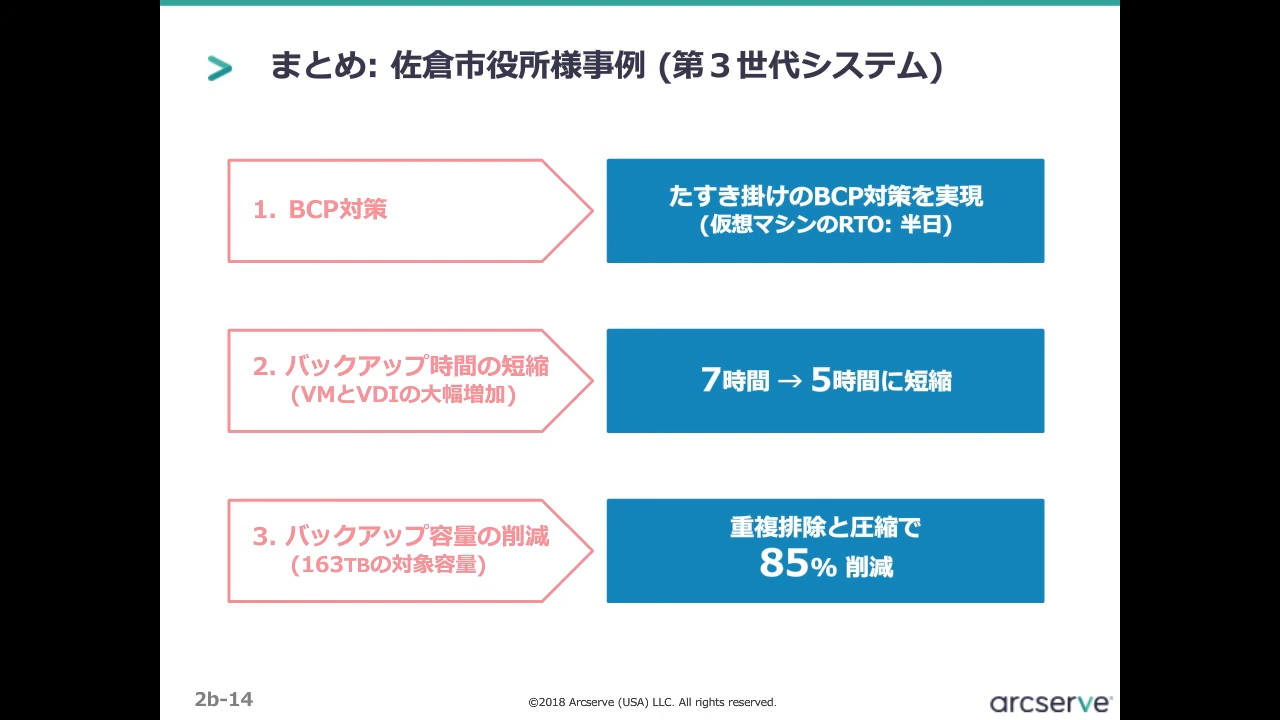 まとめ: 佐倉市役所様事例 (第３世代システム)
1. BCP対策
たすき掛けのBCP対策を実現
(仮想マシンのRTO: 半日)
2. バックアップ時間の短縮
(VMとVDIの大幅増加)
7時間 → 5時間に短縮
3. バックアップ容量の削減
(163TBの対象容量)
重複排除と圧縮で
85% 削減
2b-14
©2018 Arcserve (USA) LLC. All rights reserved.
arcserve